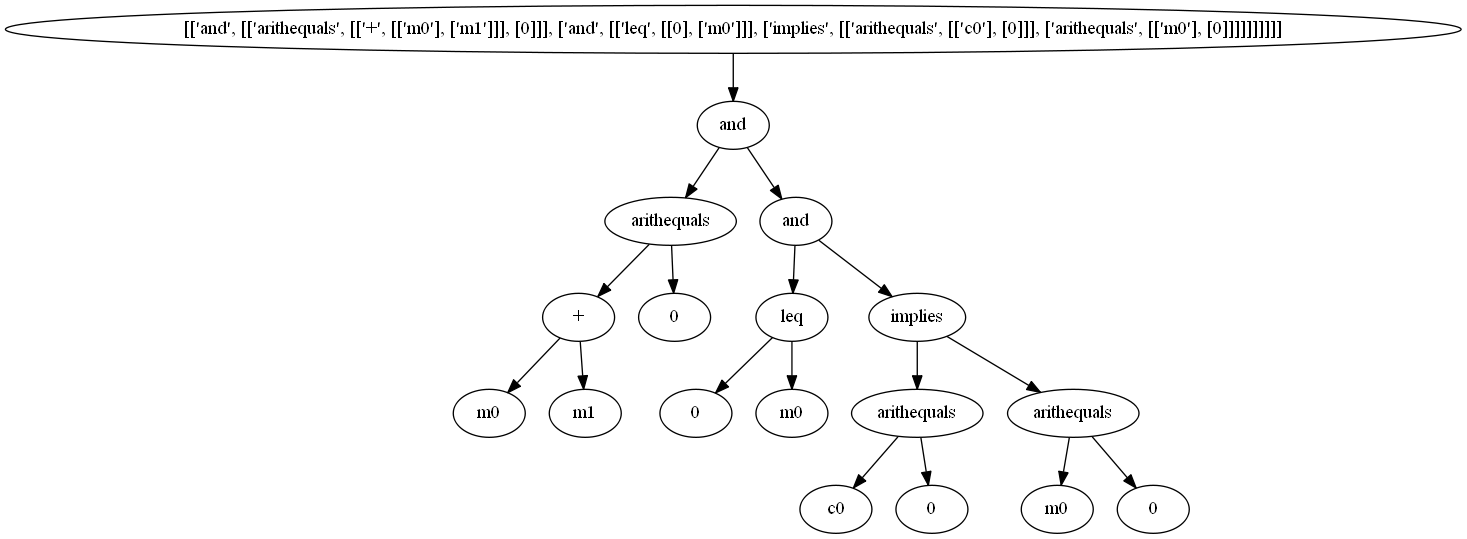 [['and', [['arithequals', [['+', [['m0'], ['m1']]], [0]]], ['and', [['leq', [[0], ['m0']]], ['implies', [['arithequals', [['c0'], [0]]], ['arithequals', [['m0'], [0]]]]]]]]]]
and
arithequals and
+ 0 leq implies
m0 m1 0 m0 arithequals arithequals
c0 0 m0 0